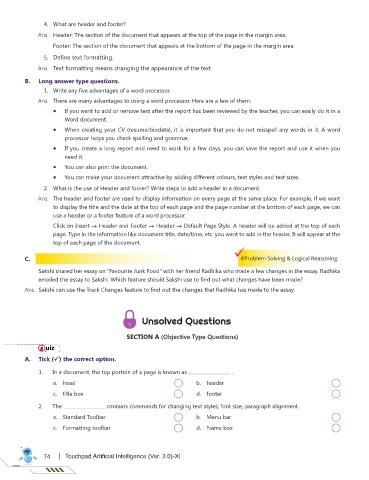 4. What are header and footer?
Ans. Header: The section of the document that appears at the top of the page in the margin area.
Footer: The section of the document that appears at the bottom of the page in the margin area.
5. Define text formatting.
Ans. Text formatting means changing the appearance of the text.
B. Long answer type questions.
1. Write any five advantages of a word processor.
Ans. There are many advantages to using a word processor. Here are a few of them:
• If you want to add or remove text after the report has been reviewed by the teacher, you can easily do it in a
Word document.
• When creating your CV (resume/biodata), it is important that you do not misspell any words in it. A word
processor helps you check spelling and grammar.
• If you create a long report and need to work for a few days, you can save the report and use it when you
need it.
• You can also print the document.
• You can make your document attractive by adding different colours, text styles and text sizes.
2. What is the use of Header and footer? Write steps to add a header in a document.
Ans. The header and footer are used to display information on every page at the same place. For example, if we want
to display the title and the date at the top of each page and the page number at the bottom of each page, we can
use a header or a footer feature of a word processor.
Click on Insert → Header and Footer → Header → Default Page Style. A header will be added at the top of each
page. Type in the information like document title, date/time, etc. you want to add in the header. It will appear at the
top of each page of the document.
C. #Problem Solving & Logical Reasoning
Sakshi shared her essay on "Favourite Junk Food" with her friend Radhika who made a few changes in the essay. Radhika
emailed the essay to Sakshi. Which feature should Sakshi use to find out what changes have been made?
Ans. Sakshi can use the Track Changes feature to find out the changes that Radhika has made to the essay.
Unsolved Questions
SECTION A (Objective Type Questions)
Quiz
A. Tick (✓) the correct option.
1. In a document, the top portion of a page is known as ____________ .
a. head b. header
c. title box d. footer
2. The ____________ contains commands for changing text styles, font size, paragraph alignment.
a. Standard Toolbar b. Menu bar
c. Formatting toolbar d. Name box
74 | Touchpad Artificial Intelligence (Ver. 3.0)-XI